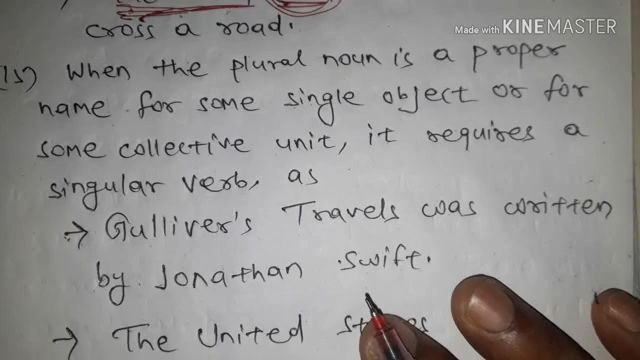 Made with KINEMASTER
cross a road.
(15) When the plural noun is a proper
name for some single object or for
some collective unit, it requires a
singular verb, as
→ Gulliver's Travels was written
by Jonathan Swift.
→ The United